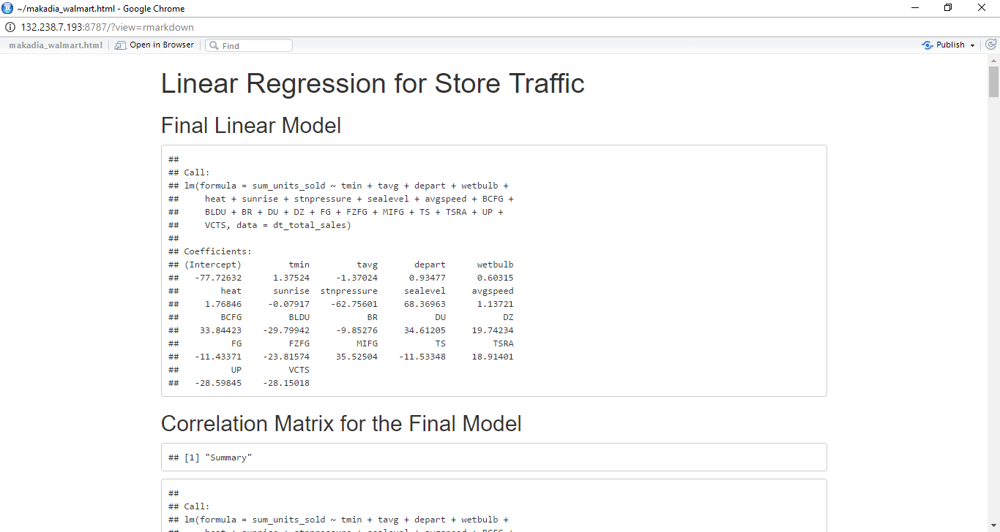 ~/makadia_walmart.html - Google Chrome
132.238.7.193:8787/?view=rmarkdown
makadia_walmart.html Open in Browser Find Publish
Linear Regression for Store Traffic
Final Linear Model
##
## Call:
## lm(formula = sum_units_sold ~ tmin + tavg + depart + wetbulb +
##     heat + sunrise + stnpressure + sealevel + avgspeed + BCFG +
##     BLDU + BR + DU + DZ + FG + FZFG + MIFG + TS + TSRA + UP +
##     VCTS, data = dt_total_sales)
##
## Coefficients:
## (Intercept)         tmin         tavg       depart      wetbulb
##   -77.72632      1.37524     -1.37024      0.93477      0.60315
##        heat      sunrise  stnpressure     sealevel     avgspeed
##     1.76846     -0.07917    -62.75601     68.36963      1.13721
##        BCFG         BLDU           BR           DU           DZ
##    33.84423    -29.79942     -9.85276     34.61205     19.74234
##          FG         FZFG         MIFG           TS         TSRA
##   -11.43371    -23.81574     35.52504    -11.53348     18.91401
##          UP         VCTS
##   -28.59845    -28.15018
Correlation Matrix for the Final Model
## [1] "Summary"
##
## Call:
## lm(formula = sum_units_sold ~ tmin + tavg + depart + wetbulb +
##     heat + sunrise + stnpressure + sealevel + avgspeed + BCFG +